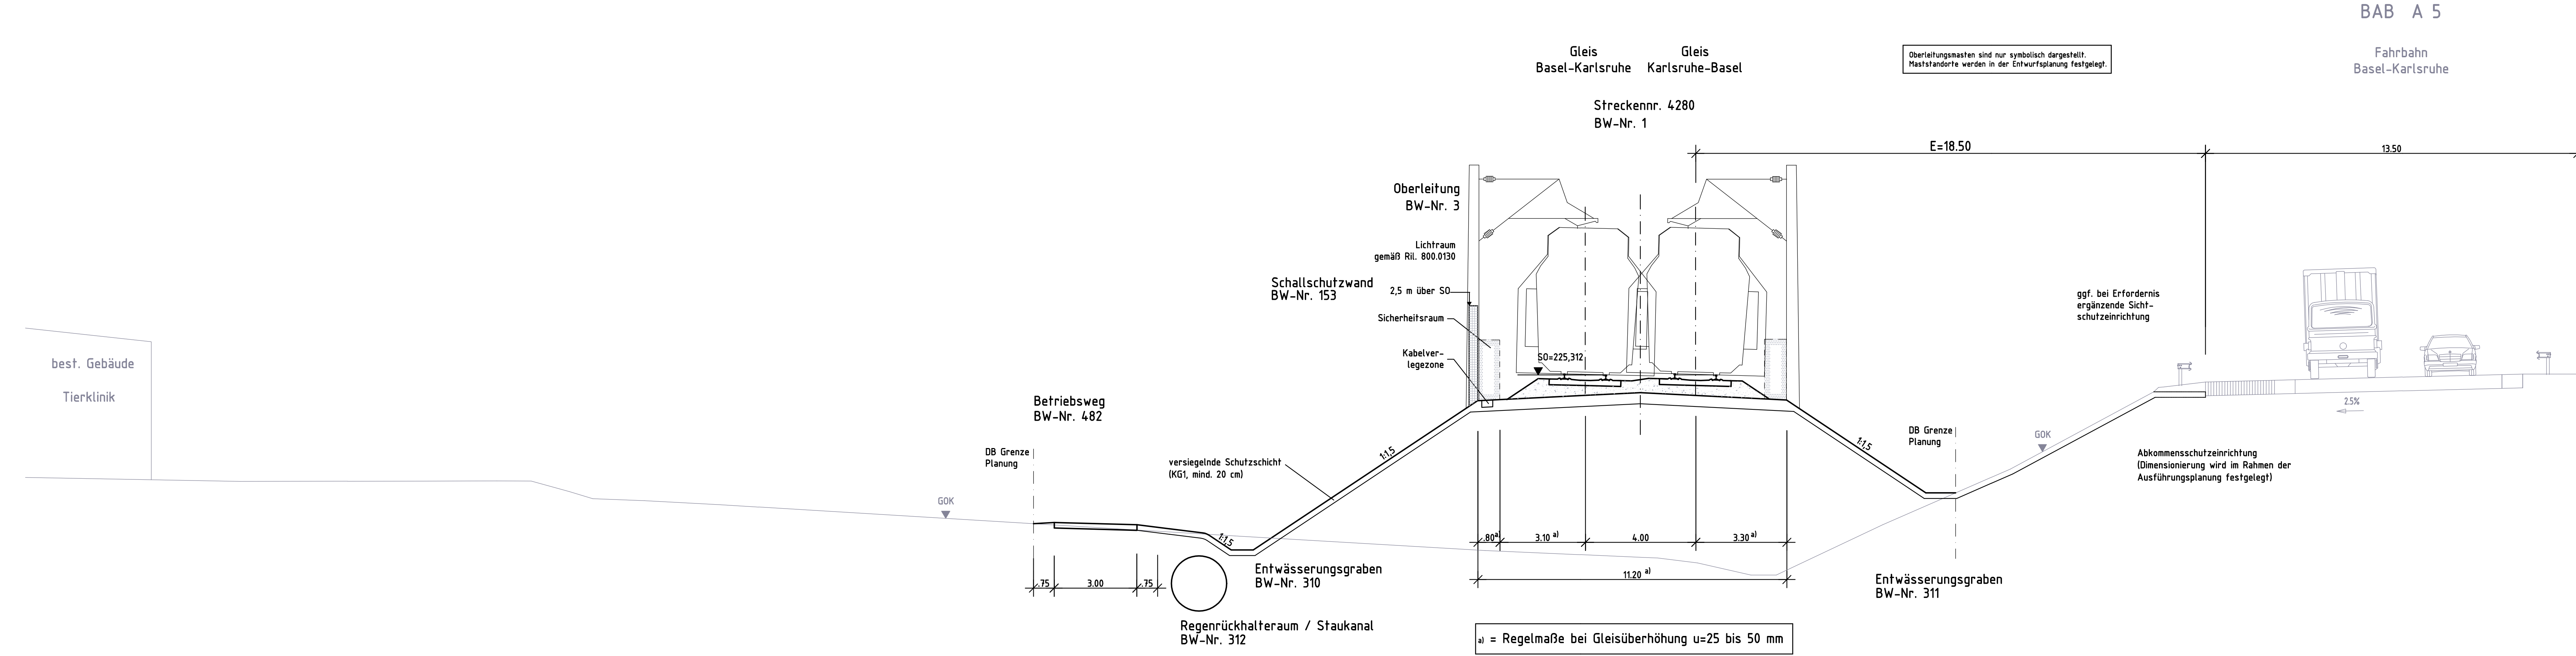 BAB A 5
Fahrbahn
Basel-Karlsruhe
Gleis
Basel-Karlsruhe
Gleis
Karlsruhe-Basel
Oberleitungsmasten sind nur symbolisch dargestellt.
Maststandorte werden in der Entwurfsplanung festgelegt.
Streckennr. 4280
BW-Nr. 1
E=18.50
13.50
Oberleitung
BW-Nr. 3
Lichtraum
gemäß Ril. 800.0130
Schallschutzwand
BW-Nr. 153
2,5 m über SO
Sicherheitsraum
Kabelver-
legezone
SO=225,312
ggf. bei Erfordernis
ergänzende Sicht-
schutzeinrichtung
best. Gebäude
Tierklinik
Betriebsweg
BW-Nr. 482
DB Grenze
Planung
versiegelnde Schutzschicht
(KG1, mind. 20 cm)
1:1,5
1:1,5
DB Grenze
Planung
GOK
2.5%
Abkommensschutzeinrichtung
(Dimensionierung wird im Rahmen der
Ausführungsplanung festgelegt)
GOK
1:1,5
.80 a)
3.10 a)
4.00
3.30 a)
11.20 a)
.75
3.00
.75
Entwässerungsgraben
BW-Nr. 310
Entwässerungsgraben
BW-Nr. 311
Regenrückhalteraum / Staukanal
BW-Nr. 312
a) = Regelmaße bei Gleisüberhöhung u=25 bis 50 mm